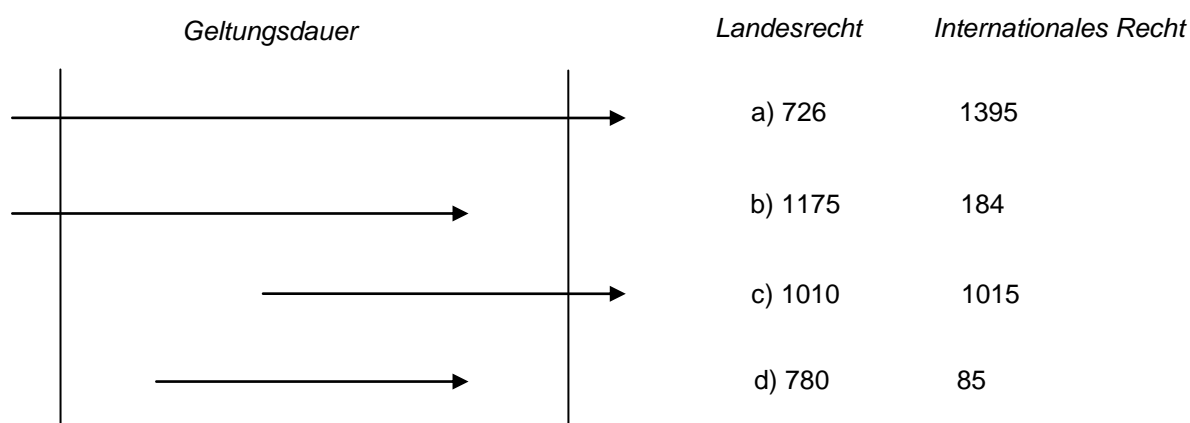 Geltungsdauer Landesrecht Internationales Recht
a) 726 1395
b) 1175 184
c) 1010 1015
d) 780 85